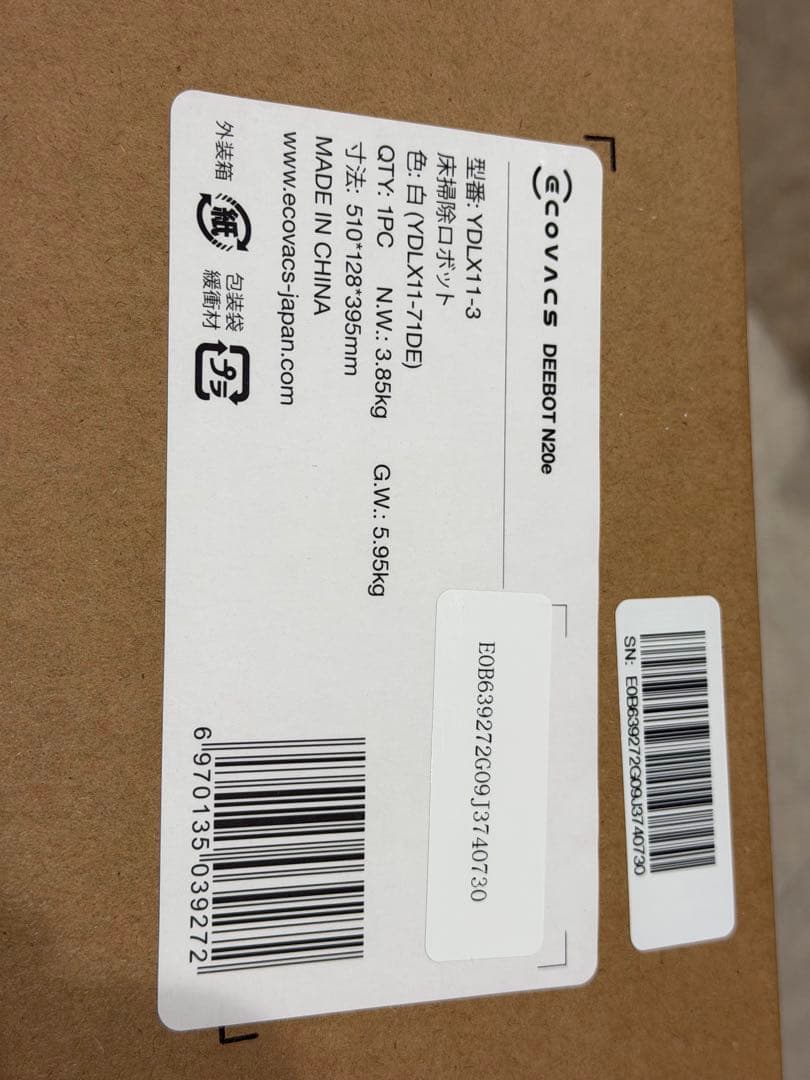 ECOVACS DEEBOT N20e
型番: YDLX11-3
床掃除ロボット
色: 白 (YDLX11-71DE)
QTY: 1PC N.W.: 3.85kg G.W.: 5.95kg
寸法: 510*128*395mm
MADE IN CHINA
www.ecovacs-japan.com
外装箱 紙 包装袋 緩衝材 プラ
SN: E0B639272G09J3740730
E0B639272G09J3740730
6 970135 039272